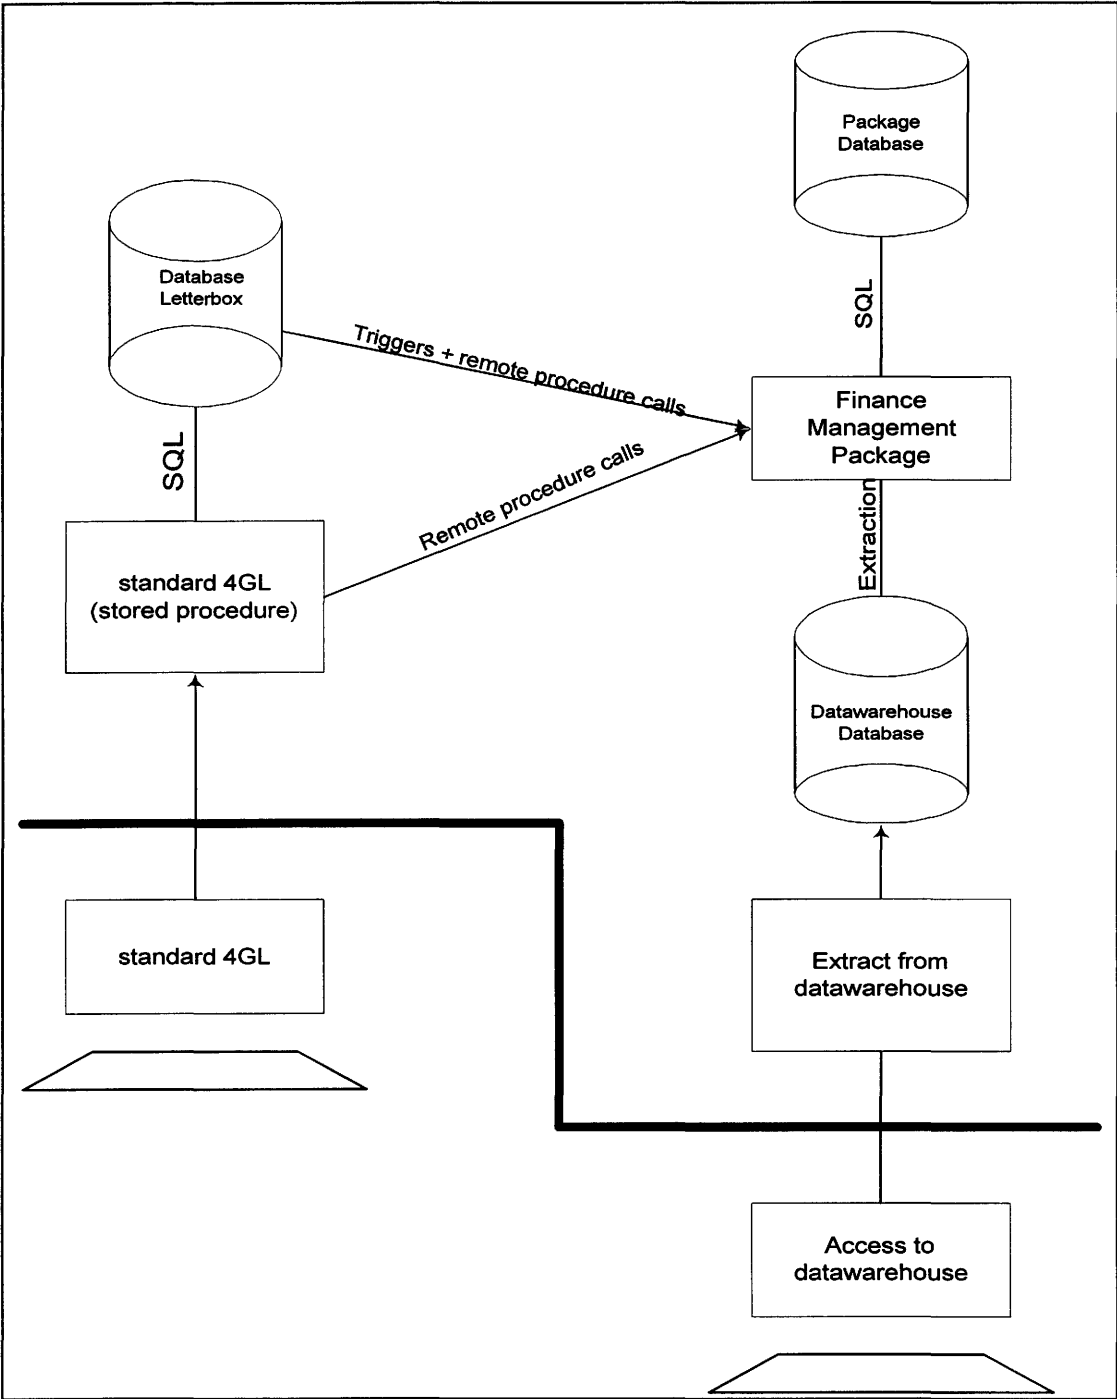 Package
Database
Database
Letterbox
SQL
Triggers + remote procedure calls
Finance
Management
Package
SQL
Remote procedure calls
Extraction
standard 4GL
(stored procedure)
Datawarehouse
Database
standard 4GL
Extract from
datawarehouse
Access to
datawarehouse